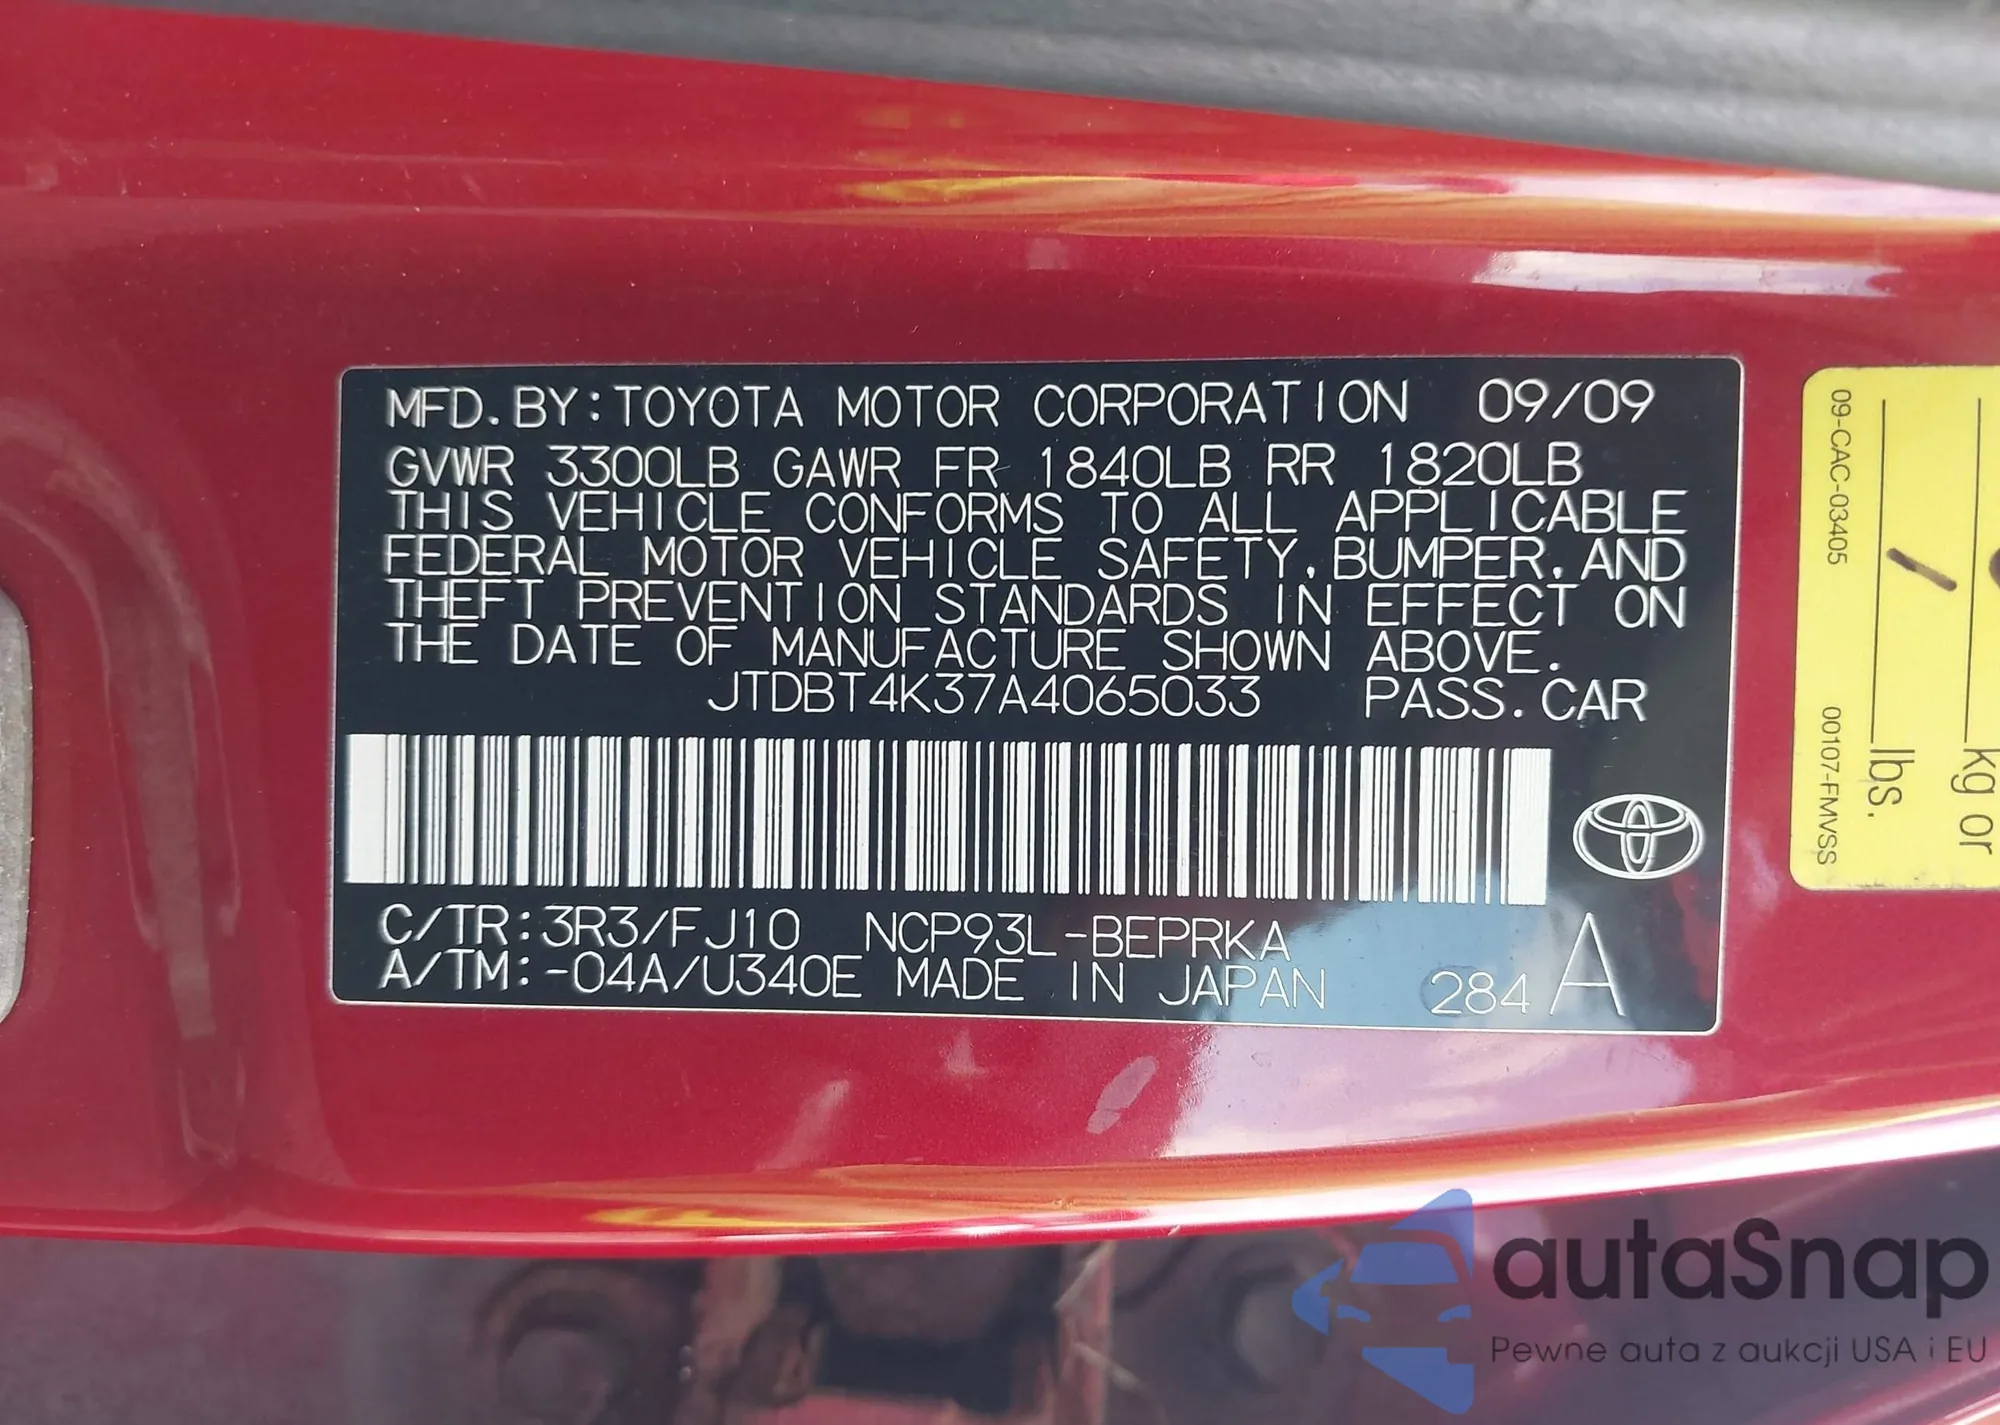 MFD. BY: TOYOTA MOTOR CORPORATION 09/09
GVWR 3300LB GAWR FR 1840LB RR 1820LB
THIS VEHICLE CONFORMS TO ALL APPLICABLE
FEDERAL MOTOR VEHICLE SAFETY, BUMPER, AND
THEFT PREVENTION STANDARDS IN EFFECT ON
THE DATE OF MANUFACTURE SHOWN ABOVE.
JTDBT4K37A4065033 PASS. CAR
C/TR: 3R3/FJ10 NCP93L-BEPRKA
A/TM: -04A/U340E MADE IN JAPAN 284 A
kg or
lbs.
09-CAC-03405 00107-FMVSS
autaSnap
Pewne auta z aukcji USA i EU